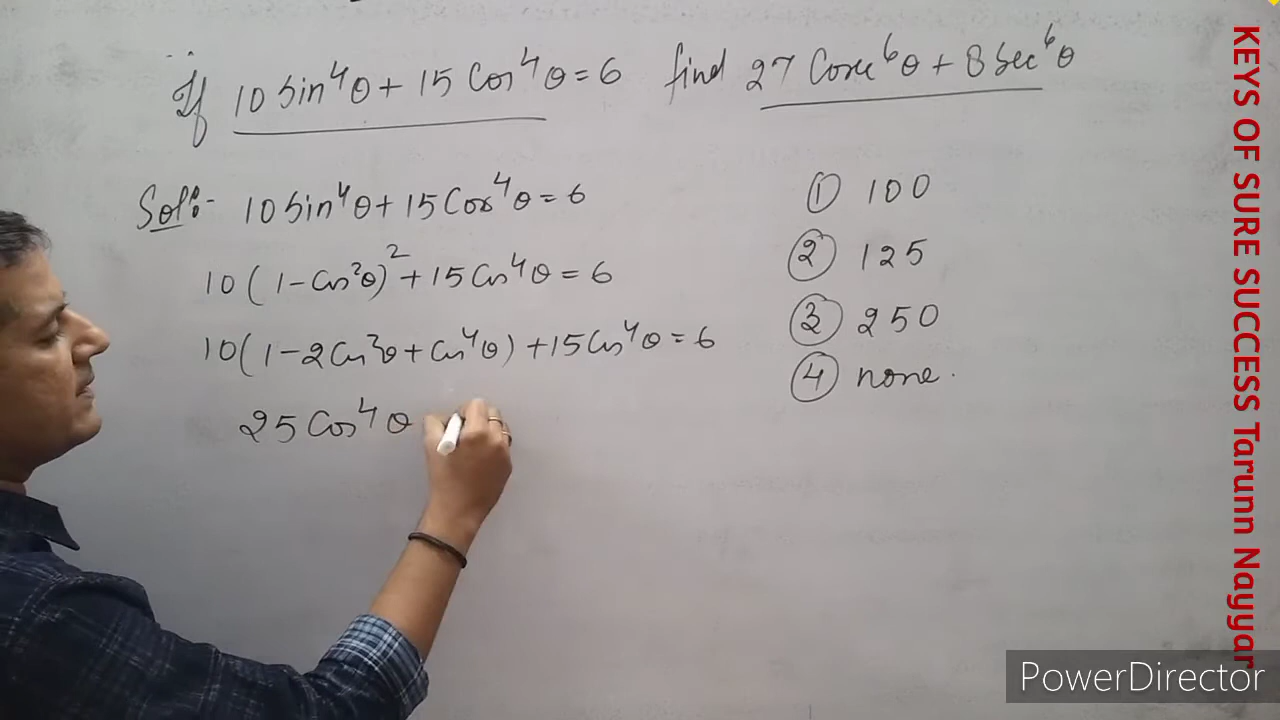 If 10 Sin⁴θ + 15 Cos⁴θ = 6 find 27 Cosec⁶θ + 8 Sec⁶θ
Sol:- 10 Sin⁴θ + 15 Cos⁴θ = 6
10(1 - Cos²θ)² + 15 Cos⁴θ = 6
10(1 - 2 Cos²θ + Cos⁴θ) + 15 Cos⁴θ = 6
25 Cos⁴θ
① 100
② 125
③ 250
④ none.
KEYS OF SURE SUCCESS Tarunn Nayyar
PowerDirector